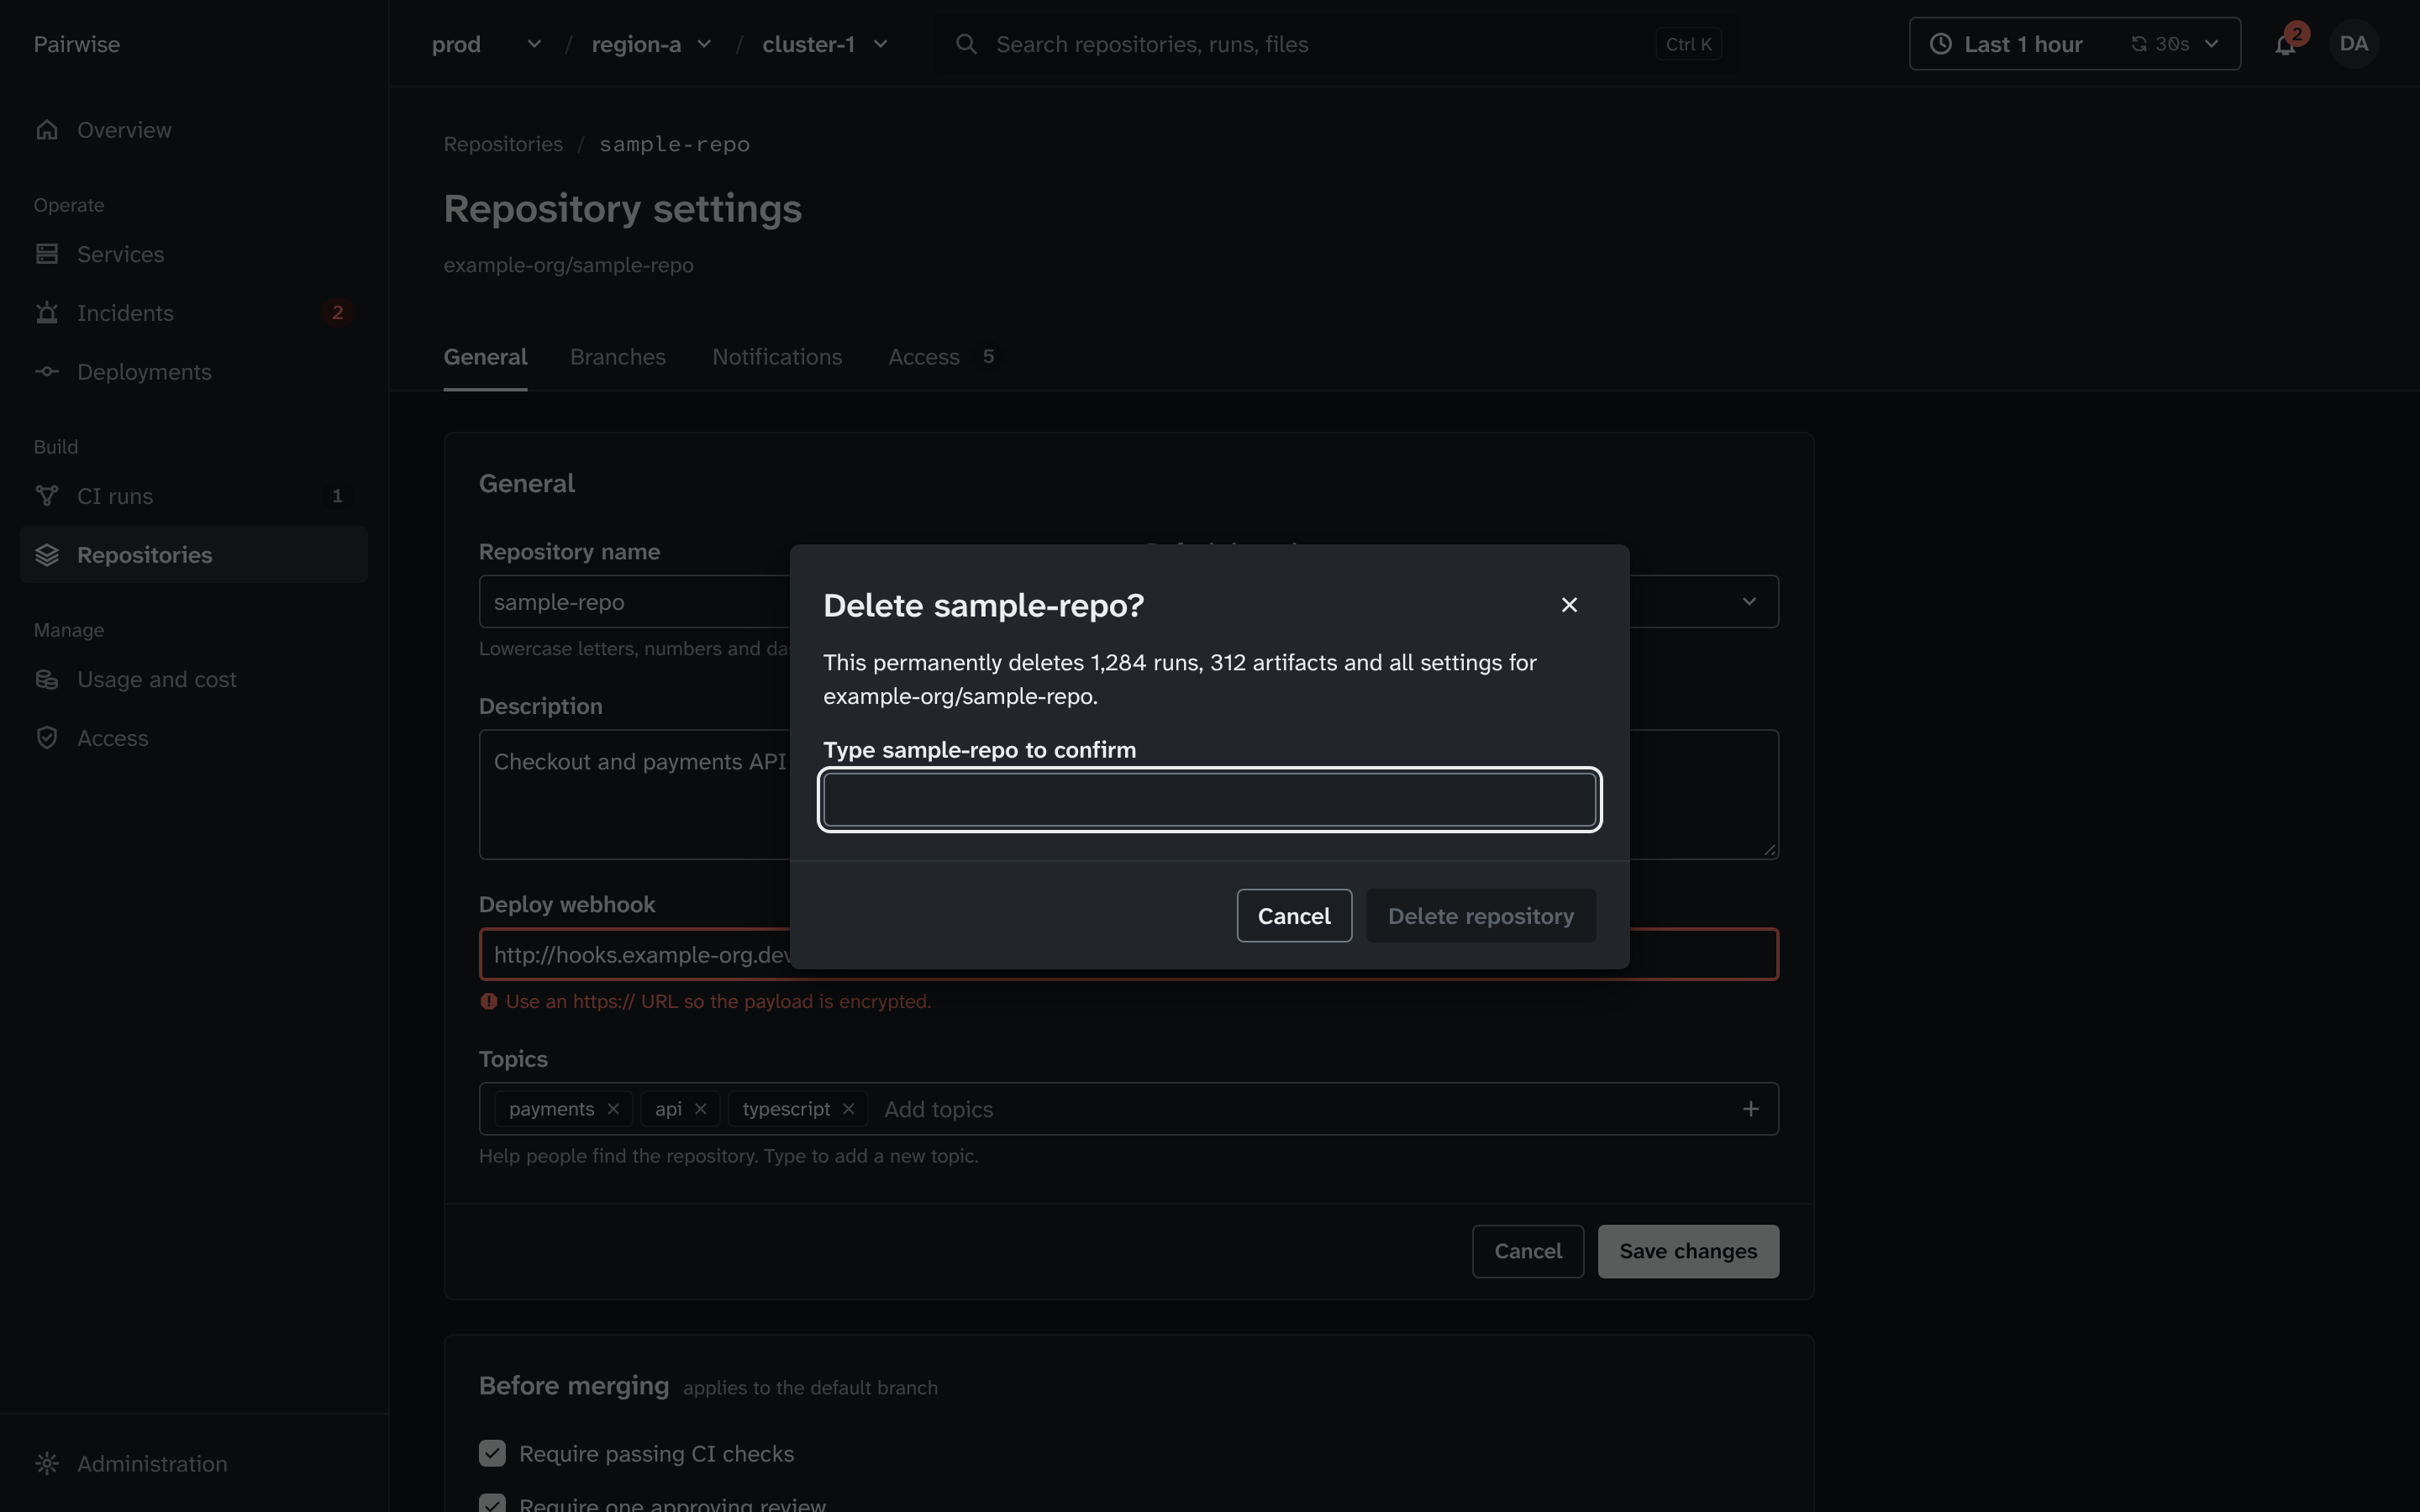 Pairwise
prod / region-a / cluster-1
Search repositories, runs, files
Ctrl K
Last 1 hour
30s
2
DA
Overview
Operate
Services
Incidents 2
Deployments
Build
CI runs 1
Repositories
Manage
Usage and cost
Access
Administration
Repositories / sample-repo
Repository settings
example-org/sample-repo
General
Branches
Notifications
Access 5
General
Repository name
sample-repo
Lowercase letters, numbers and
Description
Checkout and payments API
Deploy webhook
http://hooks.example-org.dev
Use an https:// URL so the payload is encrypted.
Topics
payments
api
typescript
Add topics
Help people find the repository. Type to add a new topic.
Cancel
Save changes
Before merging applies to the default branch
Require passing CI checks
Require one approving review
Delete sample-repo?
This permanently deletes 1,284 runs, 312 artifacts and all settings for
example-org/sample-repo.
Type sample-repo to confirm
Cancel
Delete repository